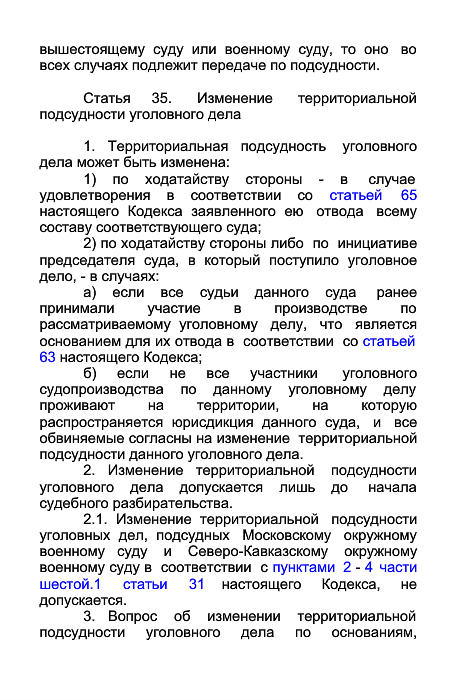 вышестоящему суду или военному суду, то оно во
всех случаях подлежит передаче по подсудности.
Статья 35. Изменение территориальной
подсудности уголовного дела
1. Территориальная подсудность уголовного
дела может быть изменена:
1) по ходатайству стороны - в случае
удовлетворения в соответствии со статьей 65
настоящего Кодекса заявленного ею отвода всему
составу соответствующего суда;
2) по ходатайству стороны либо по инициативе
председателя суда, в который поступило уголовное
дело, - в случаях:
а) если все судьи данного суда ранее
принимали участие в производстве по
рассматриваемому уголовному делу, что является
основанием для их отвода в соответствии со статьей
63 настоящего Кодекса;
б) если не все участники уголовного
судопроизводства по данному уголовному делу
проживают на территории, на которую
распространяется юрисдикция данного суда, и все
обвиняемые согласны на изменение территориальной
подсудности данного уголовного дела.
2. Изменение территориальной подсудности
уголовного дела допускается лишь до начала
судебного разбирательства.
2.1. Изменение территориальной подсудности
уголовных дел, подсудных Московскому окружному
военному суду и Северо-Кавказскому окружному
военному суду в соответствии с пунктами 2 - 4 части
шестой.1 статьи 31 настоящего Кодекса, не
допускается.
3. Вопрос об изменении территориальной
подсудности уголовного дела по основаниям,